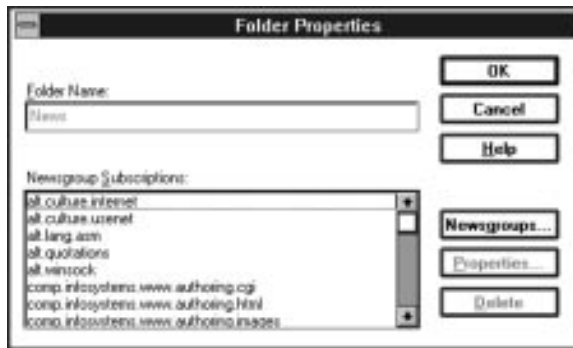 Folder Properties
Folder Name:
News
OK
Cancel
Help
Newsgroup Subscriptions:
alt.culture.internet
alt.culture.usenet
alt.lang.asm
alt.quotations
alt.winsock
comp.infosystems.www.authoring.cgi
comp.infosystems.www.authoring.html
comp.infosystems.www.authoring.images
Newsgroups...
Properties...
Delete